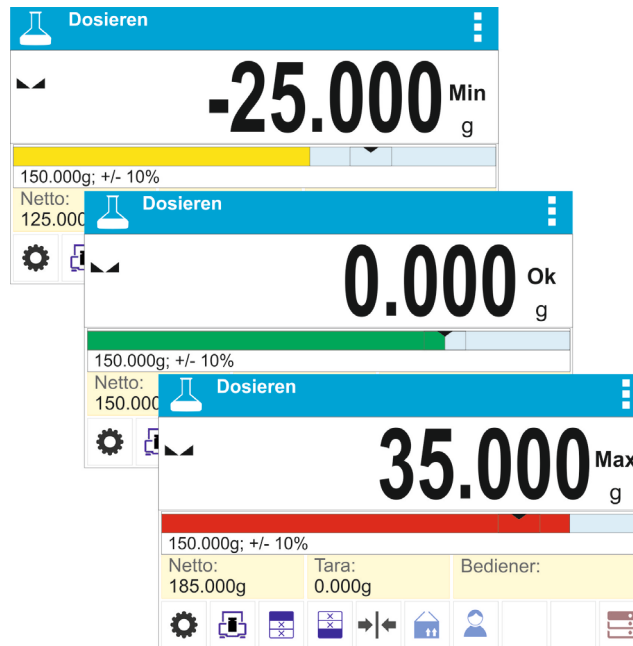 Dosieren
-25.000 Min
g
150.000g; +/- 10%
Netto:
125.000
Dosieren
0.000 Ok
g
150.000g; +/- 10%
Netto:
150.000
Dosieren
35.000 Max
g
150.000g; +/- 10%
Netto: Tara: Bediener:
185.000g 0.000g